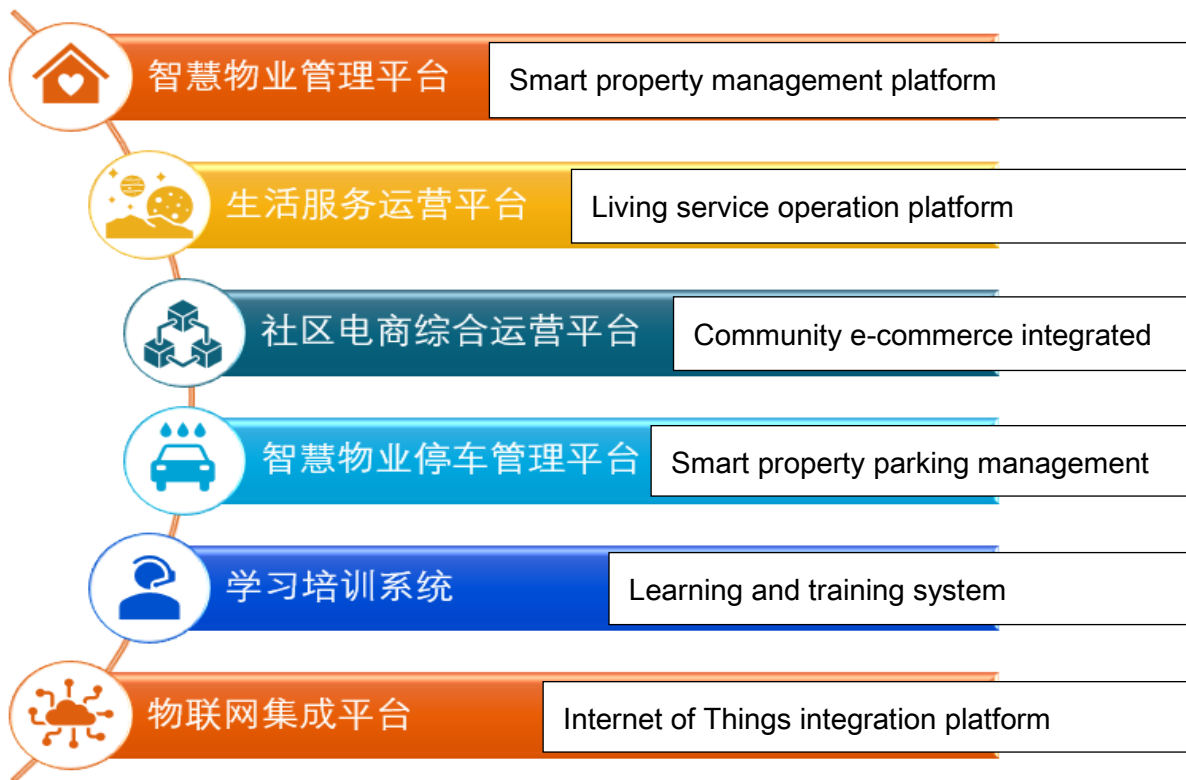 智慧物业管理平台 Smart property management platform
生活服务运营平台 Living service operation platform
社区电商综合运营平台 Community e-commerce integrated
智慧物业停车管理平台 Smart property parking management
学习培训系统 Learning and training system
物联网集成平台 Internet of Things integration platform